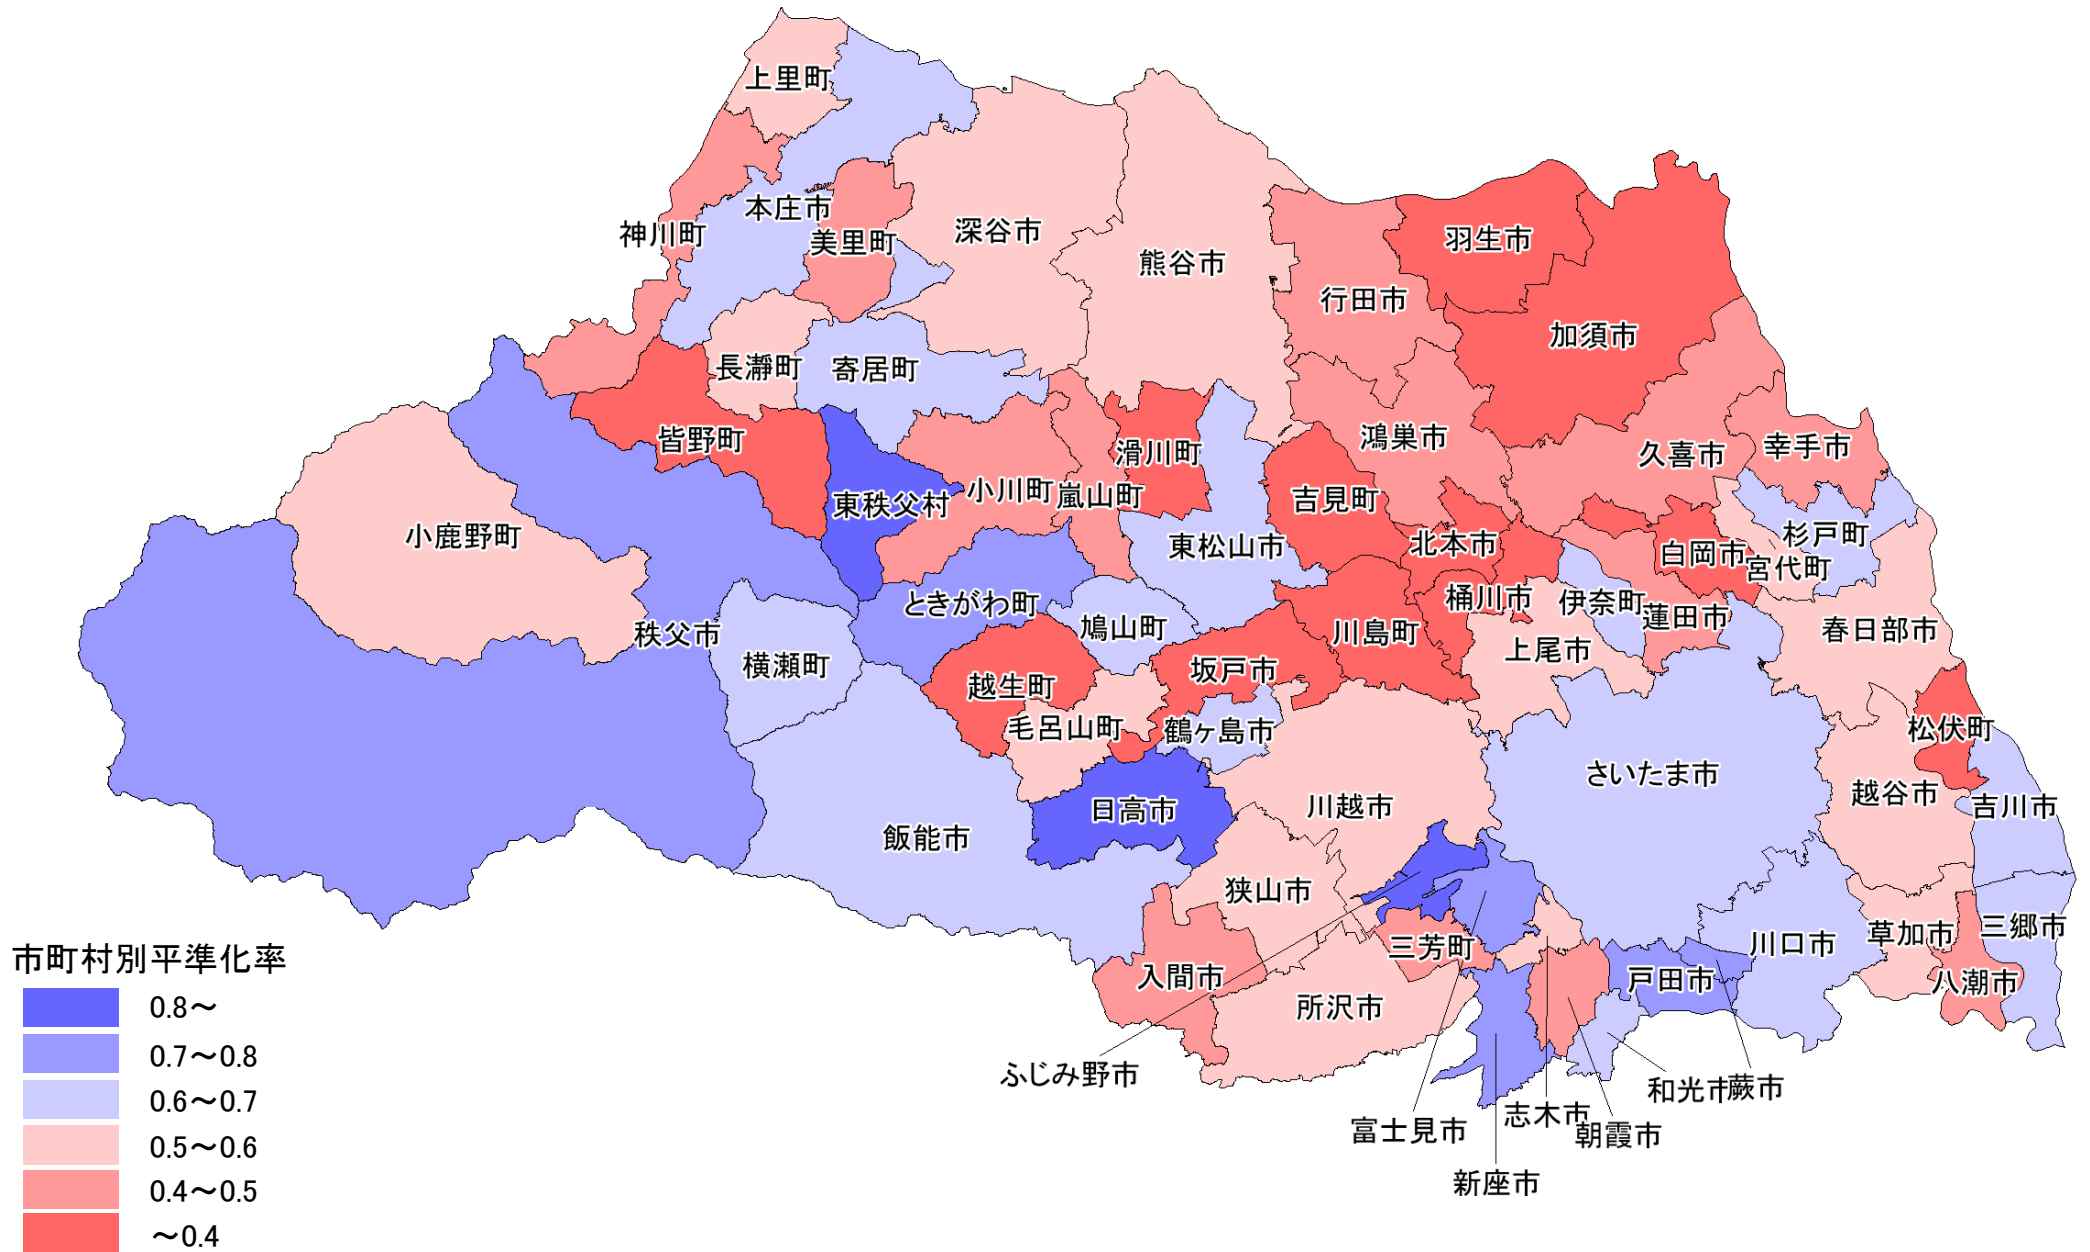 上里町
本庄市
神川町
美里町
深谷市
熊谷市
羽生市
行田市
加須市
長瀞町
寄居町
皆野町
滑川町
鴻巣市
久喜市
幸手市
小鹿野町
東秩父村
小川町
嵐山町
吉見町
東松山市
北本市
白岡市
杉戸町
宮代町
ときがわ町
鳩山町
桶川市
伊奈町
蓮田市
秩父市
横瀬町
川島町
上尾市
春日部市
越生町
坂戸市
毛呂山町
鶴ヶ島市
松伏町
さいたま市
越谷市
吉川市
日高市
川越市
飯能市
狭山市
三芳町
川口市
草加市
三郷市
入間市
所沢市
戸田市
八潮市
ふじみ野市
富士見市
志木市
朝霞市
和光市
蕨市
新座市
市町村別平準化率
0.8～
0.7～0.8
0.6～0.7
0.5～0.6
0.4～0.5
～0.4